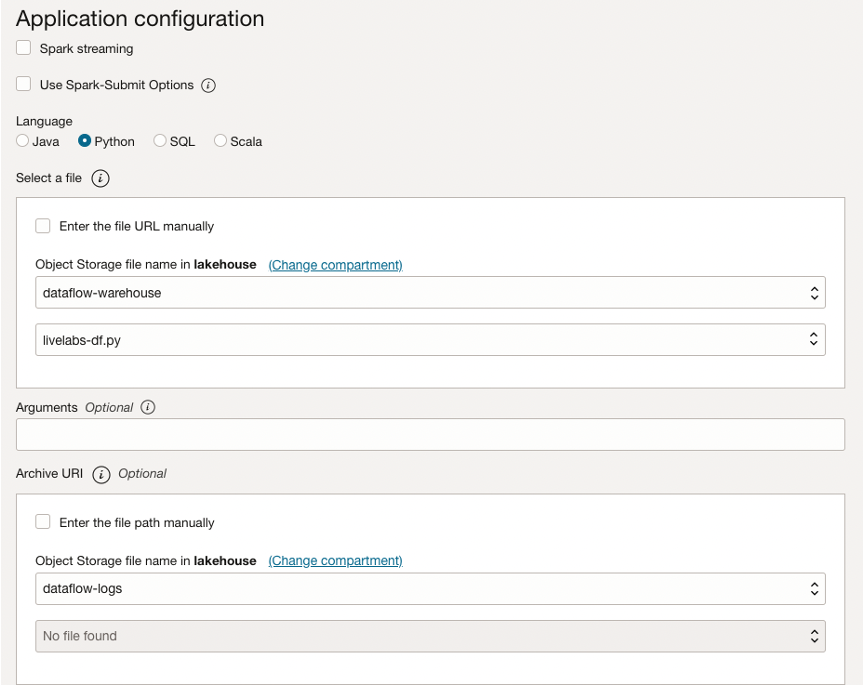 Application configuration
Spark streaming
Use Spark-Submit Options i
Language
Java Python SQL Scala
Select a file i
Enter the file URL manually
Object Storage file name in lakehouse (Change compartment)
dataflow-warehouse
livelabs-df.py
Arguments Optional i
Archive URI i Optional
Enter the file path manually
Object Storage file name in lakehouse (Change compartment)
dataflow-logs
No file found